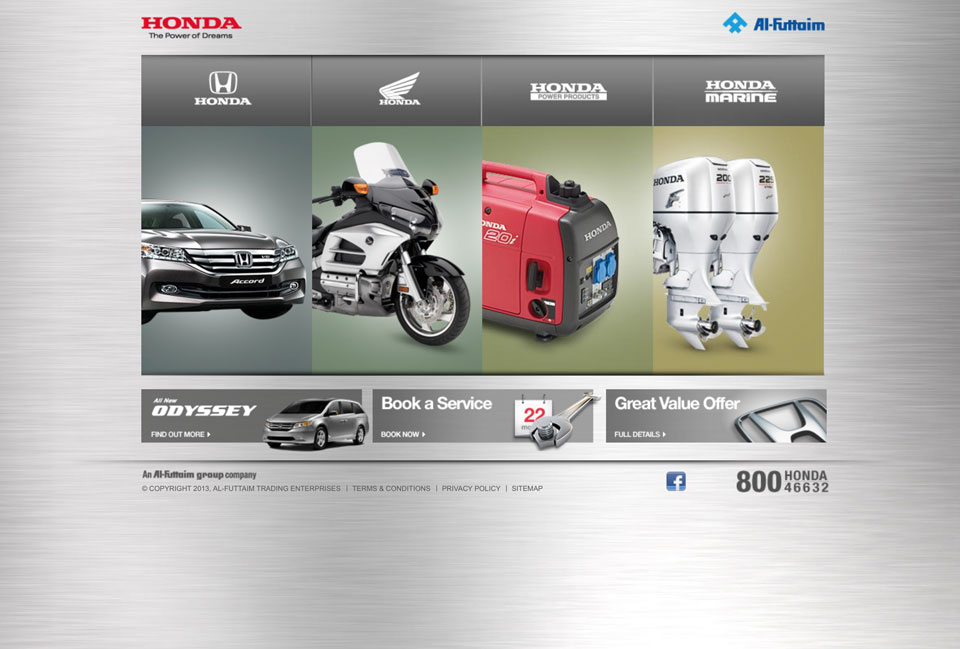 HONDA
The Power of Dreams
Al-Futtaim
HONDA
HONDA
HONDA
POWER PRODUCTS
HONDA
MARINE
Accord
HONDA
20i
HONDA
HONDA
200
225
All New
ODYSSEY
FIND OUT MORE
Book a Service
BOOK NOW
22
Great Value Offer
FULL DETAILS
An Al-Futtaim group company
© COPYRIGHT 2013, AL-FUTTAIM TRADING ENTERPRISES | TERMS & CONDITIONS | PRIVACY POLICY | SITEMAP
f
800 HONDA
46632